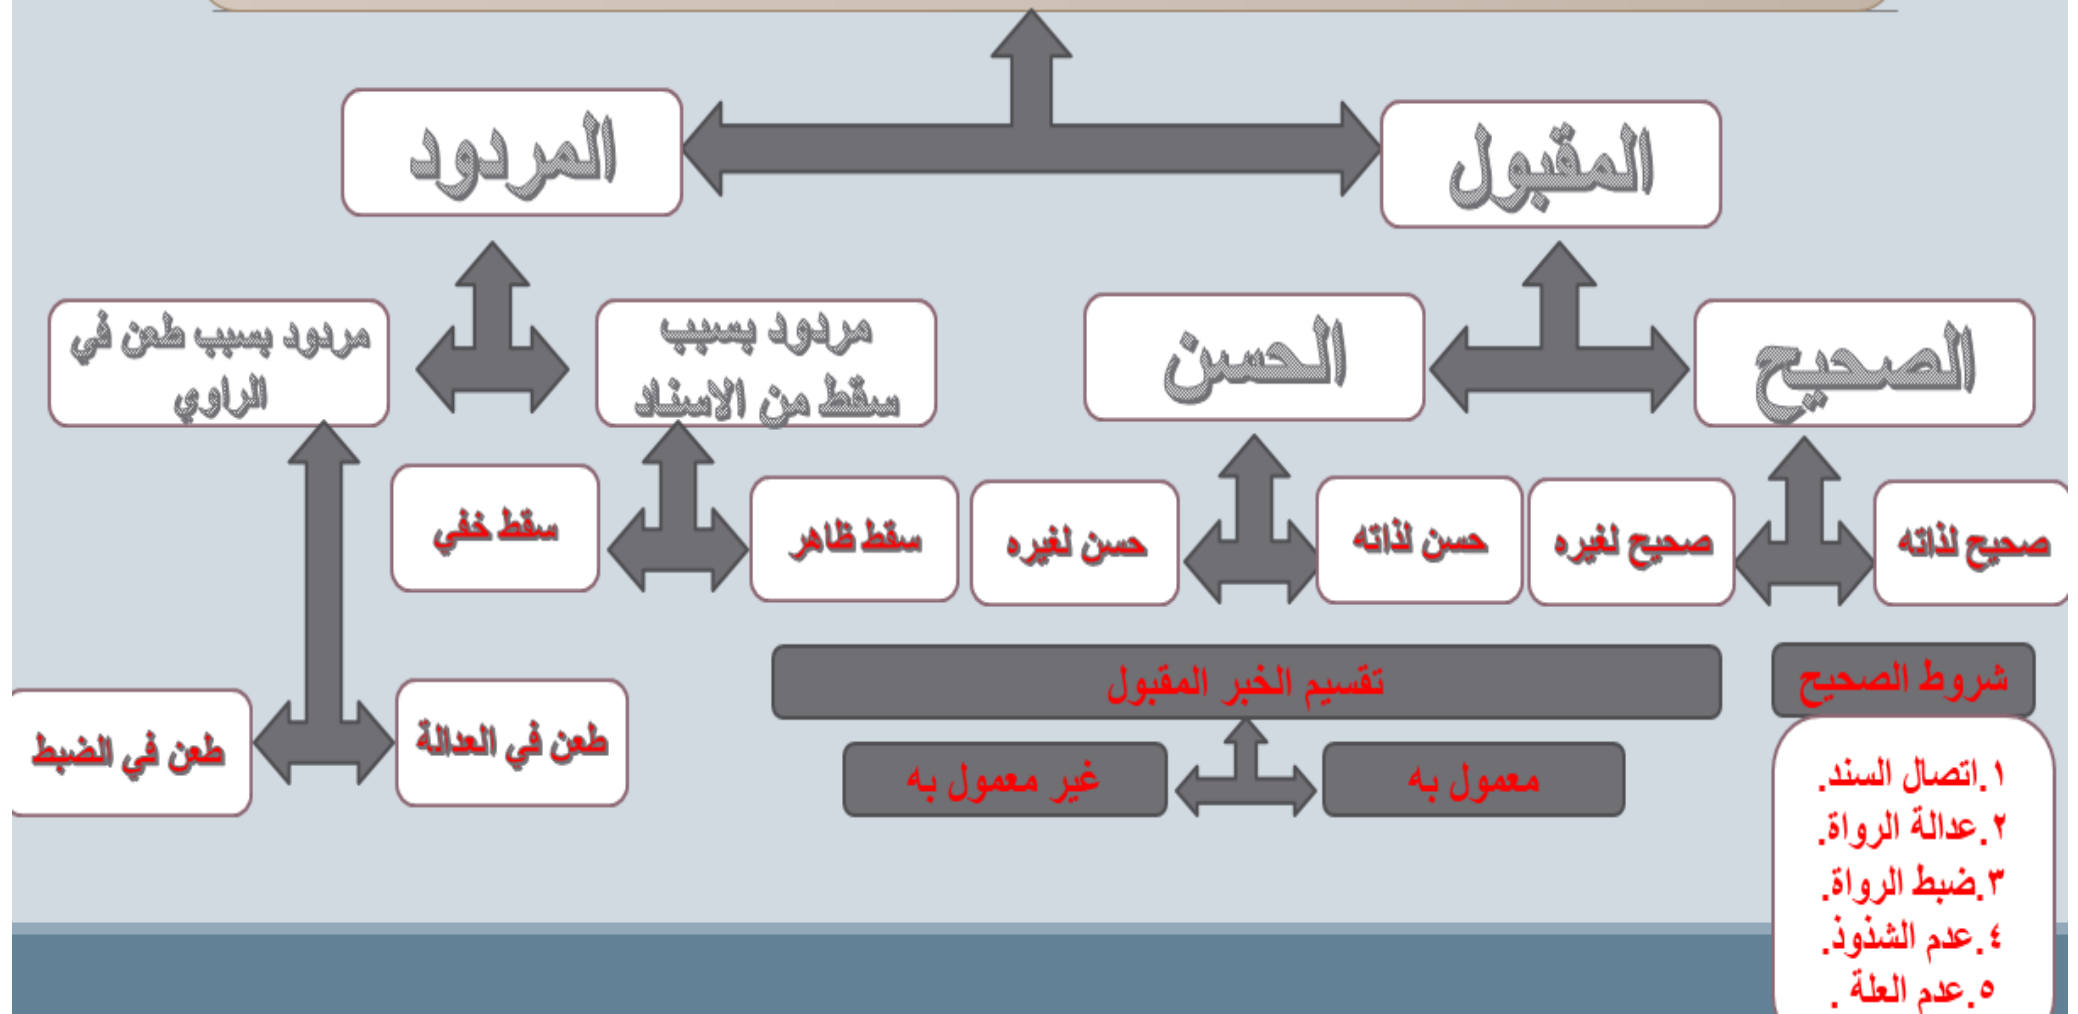 المقبول
المردود
الصحيح
الحسن
مردود بسبب
سقط من الاسناد
مردود بسبب طعن في
الراوي
صحيح لذاته
صحيح لغيره
حسن لذاته
حسن لغيره
سقط ظاهر
سقط خفي
طعن في العدالة
طعن في الضبط
شروط الصحيح
١.اتصال السند.
٢.عدالة الرواة.
٣.ضبط الرواة.
٤.عدم الشذوذ.
٥.عدم العلة .
تقسيم الخبر المقبول
معمول به
غير معمول به